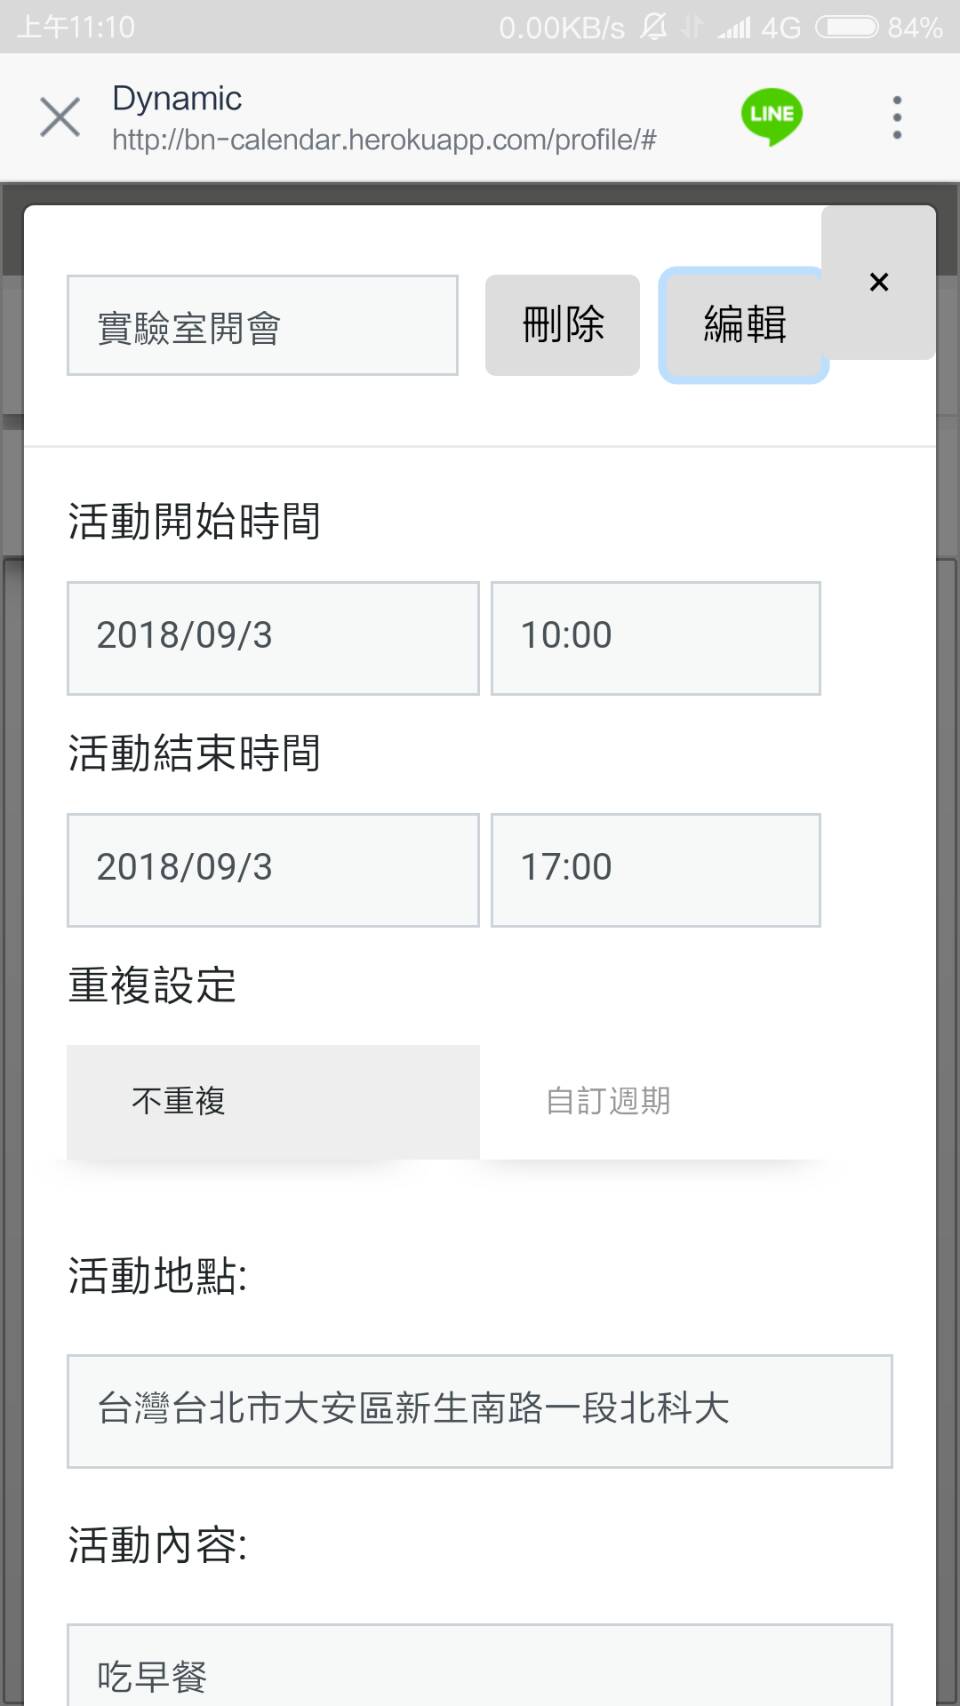 上午11:10
0.00KB/s 4G 84%
Dynamic
http://bn-calendar.herokuapp.com/profile/#
LINE
實驗室開會
刪除
編輯
×
活動開始時間
2018/09/3
10:00
活動結束時間
2018/09/3
17:00
重複設定
不重複
自訂週期
活動地點:
台灣台北市大安區新生南路一段北科大
活動內容:
吃早餐